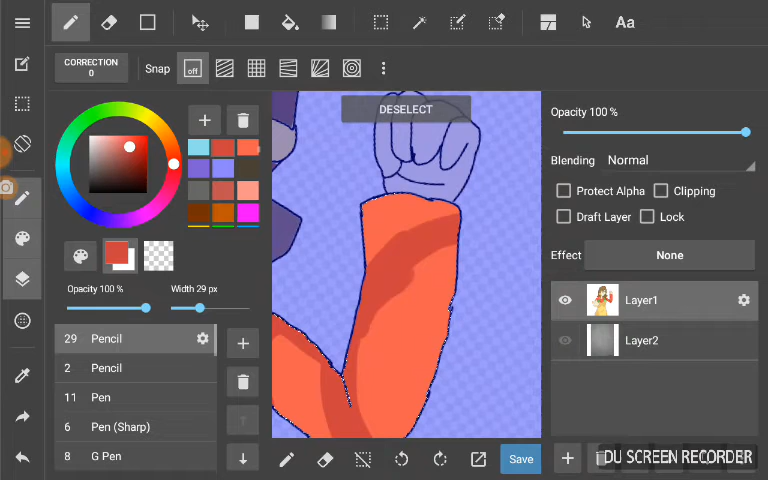 Aa
CORRECTION
0
Snap
off
DESELECT
Opacity 100 %
Blending
Normal
Protect Alpha
Clipping
Draft Layer
Lock
Effect
None
Layer1
Layer2
Opacity 100 %
Width 29 px
29 Pencil
2 Pencil
11 Pen
6 Pen (Sharp)
8 G Pen
Save
DU SCREEN RECORDER